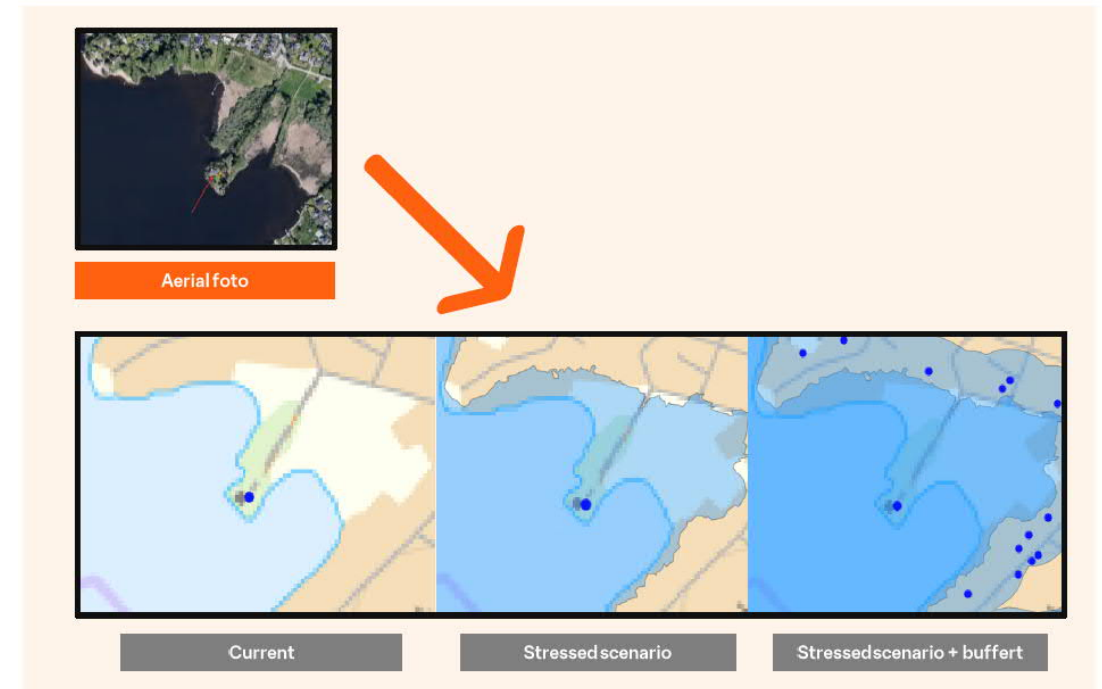 Aerial foto
Current
Stressed scenario
Stressed scenario + buffert